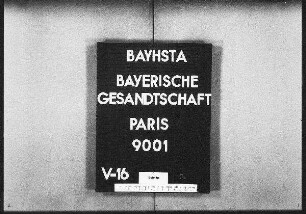 BAYHSTA
BAYERISCHE
GESANDTSCHAFT
PARIS
9001
V-16